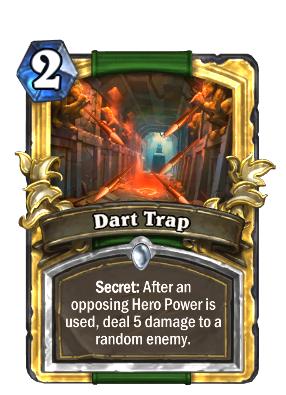 2
Dart Trap
Secret: After an
opposing Hero Power is
used, deal 5 damage to a
random enemy.